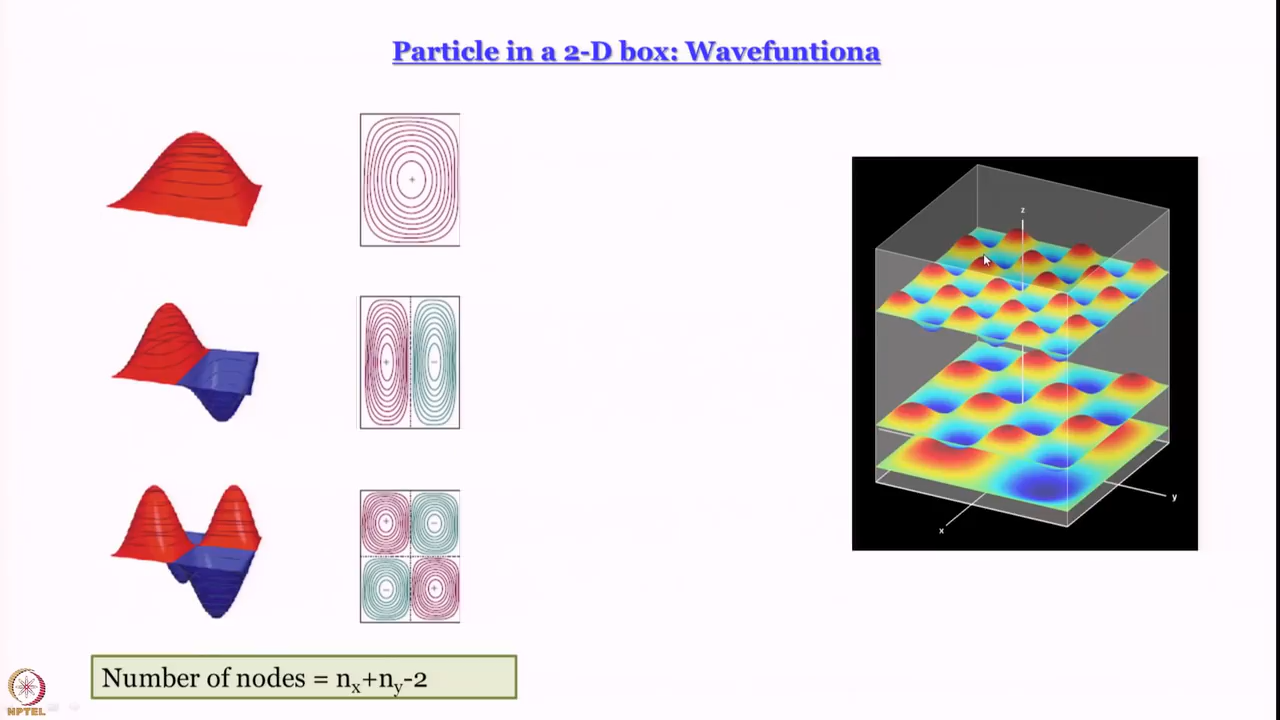 Particle in a 2-D box: Wavefuntiona
+
+ −
+ −
− +
z
y
x
Number of nodes = nx+ny-2
NPTEL